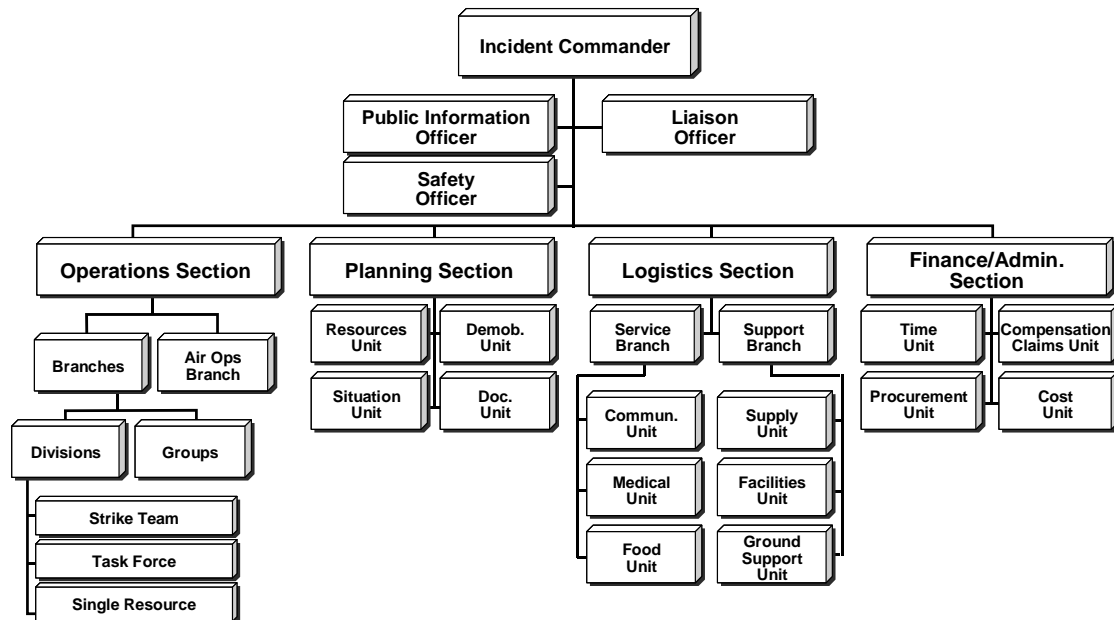 Incident Commander
Public Information
Officer
Liaison
Officer
Safety
Officer
Operations Section
Planning Section
Logistics Section
Finance/Admin.
Section
Branches
Air Ops
Branch
Divisions
Groups
Strike Team
Task Force
Single Resource
Resources
Unit
Demob.
Unit
Situation
Unit
Doc.
Unit
Service
Branch
Support
Branch
Commun.
Unit
Supply
Unit
Medical
Unit
Facilities
Unit
Food
Unit
Ground
Support
Unit
Time
Unit
Compensation
Claims Unit
Procurement
Unit
Cost
Unit